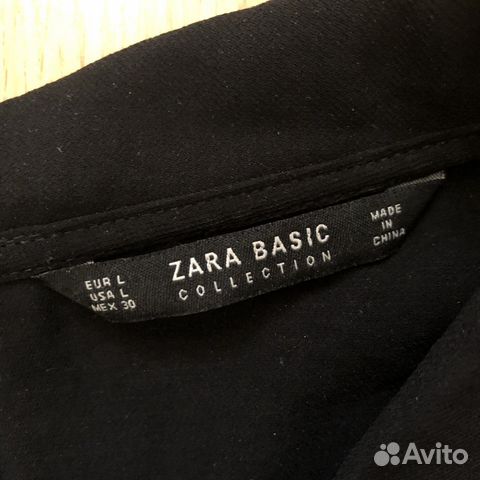 EUR L
USA L
MEX 30
ZARA BASIC
COLLECTION
MADE
IN
CHINA
Avito